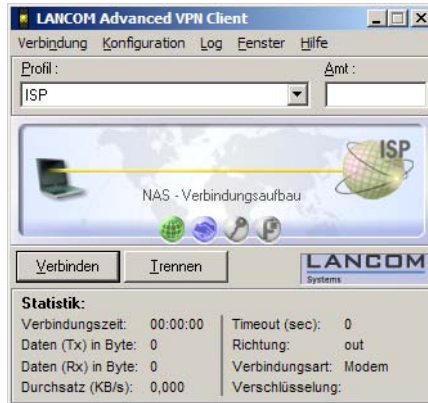 LANCOM Advanced VPN Client
Verbindung Konfiguration Log Fenster Hilfe
Profil : Amt :
ISP
ISP
NAS - Verbindungsaufbau
Verbinden Trennen LANCOM
Systems
Statistik:
Verbindungszeit: 00:00:00 Timeout (sec): 0
Daten (Tx) in Byte: 0 Richtung: out
Daten (Rx) in Byte: 0 Verbindungsart: Modem
Durchsatz (KB/s): 0,000 Verschlüsselung: